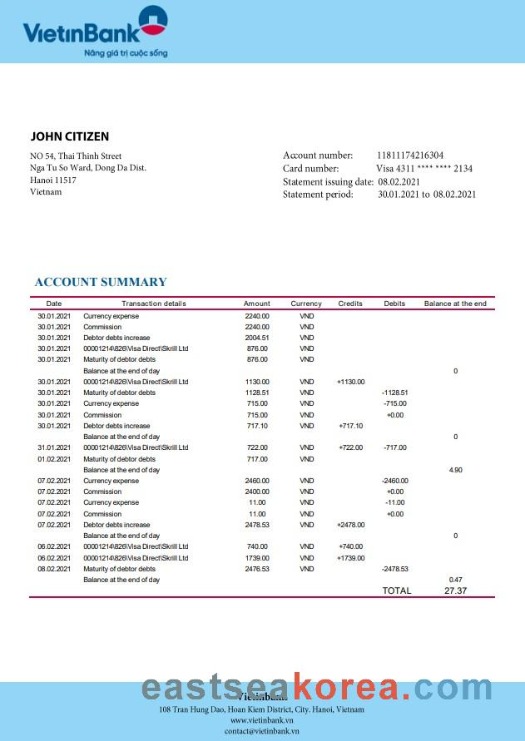 VietinBank
Nâng giá trị cuộc sống
JOHN CITIZEN
NO 54, Thai Thinh Street
Nga Tu So Ward, Dong Da Dist.
Hanoi 11517
Vietnam
Account number: 11811174216304
Card number: Visa 4311 **** **** 2134
Statement issuing date: 08.02.2021
Statement period: 30.01.2021 to 08.02.2021
ACCOUNT SUMMARY
Date Transaction details Amount Currency Credits Debits Balance at the end
30.01.2021 Currency expense 2240.00 VND
30.01.2021 Commission 2240.00 VND
30.01.2021 Debtor debts increase 2004.51 VND
30.01.2021 00001214\826\Visa Direct\Skrill Ltd 876.00 VND
30.01.2021 Maturity of debtor debts 876.00 VND
Balance at the end of day 0
30.01.2021 00001214\826\Visa Direct\Skrill Ltd 1130.00 VND +1130.00
30.01.2021 Maturity of debtor debts 1128.51 VND -1128.51
30.01.2021 Currency expense 715.00 VND -715.00
30.01.2021 Commission 715.00 VND +0.00
30.01.2021 Debtor debts increase 717.10 VND +717.10
Balance at the end of day 0
31.01.2021 00001214\826\Visa Direct\Skrill Ltd 722.00 VND +722.00 -717.00
01.02.2021 Maturity of debtor debts 717.00 VND
Balance at the end of day 4.90
07.02.2021 Currency expense 2460.00 VND -2460.00
07.02.2021 Commission 2400.00 VND +0.00
07.02.2021 Currency expense 11.00 VND -11.00
07.02.2021 Commission 11.00 VND +0.00
07.02.2021 Debtor debts increase 2478.53 VND +2478.00
Balance at the end of day 0
06.02.2021 00001214\826\Visa Direct\Skrill Ltd 740.00 VND +740.00
06.02.2021 00001214\826\Visa Direct\Skrill Ltd 1739.00 VND +1739.00
08.02.2021 Maturity of debtor debts 2476.53 VND -2478.53
Balance at the end of day 0.47
TOTAL 27.37
eastseakorea.com
Vietinbank
108 Tran Hung Dao, Hoan Kiem District, City. Hanoi, Vietnam
www.vietinbank.vn
contact@vietinbank.vn